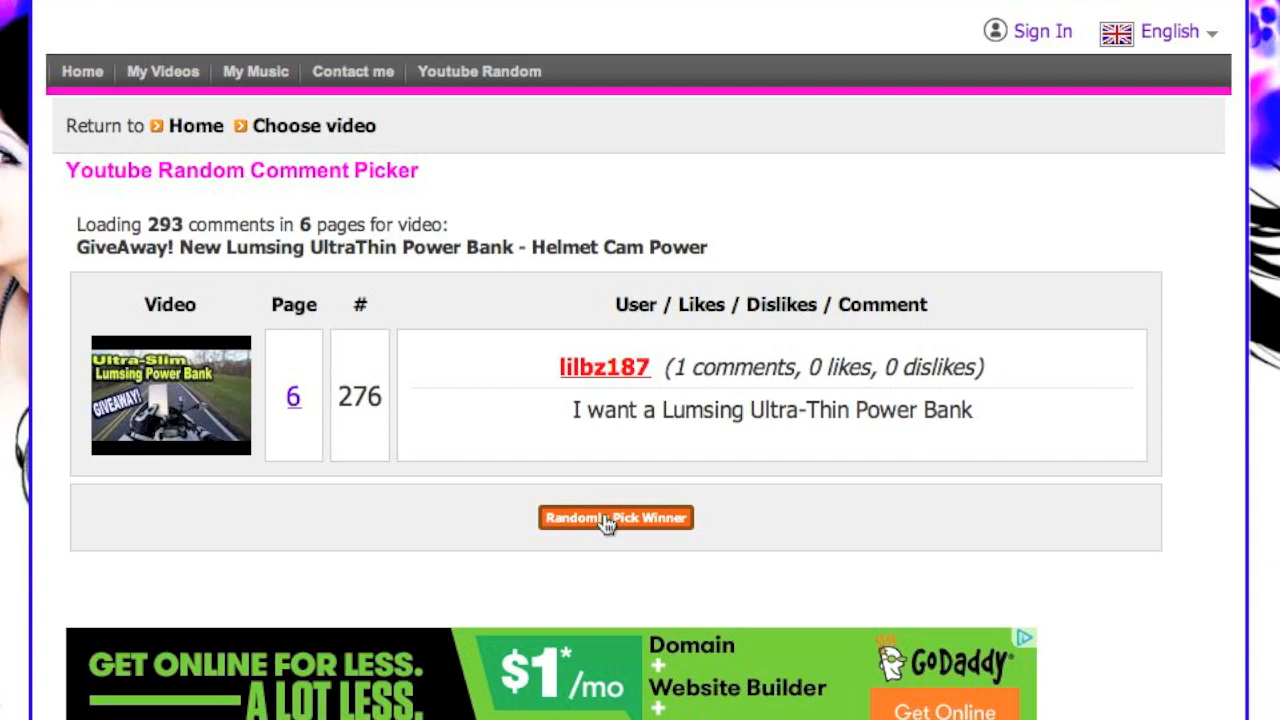 Sign In English
Home My Videos My Music Contact me Youtube Random
Return to Home Choose video
Youtube Random Comment Picker
Loading 293 comments in 6 pages for video:
GiveAway! New Lumsing UltraThin Power Bank - Helmet Cam Power
Video Page # User / Likes / Dislikes / Comment
Ultra-Slim
Lumsing Power Bank
GIVEAWAY!
6 276
lilbz187 (1 comments, 0 likes, 0 dislikes)
I want a Lumsing Ultra-Thin Power Bank
Randomly Pick Winner
GET ONLINE FOR LESS.
A LOT LESS.
$1*/mo
Domain
+
Website Builder
+
GoDaddy
Get Online